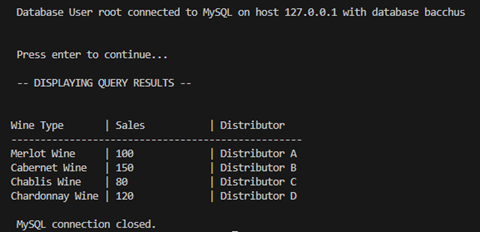 Database User root connected to MySQL on host 127.0.0.1 with database bacchus
Press enter to continue...
-- DISPLAYING QUERY RESULTS --
Wine Type | Sales | Distributor
------------------------------------------------
Merlot Wine | 100 | Distributor A
Cabernet Wine | 150 | Distributor B
Chablis Wine | 80 | Distributor C
Chardonnay Wine | 120 | Distributor D
MySQL connection closed.